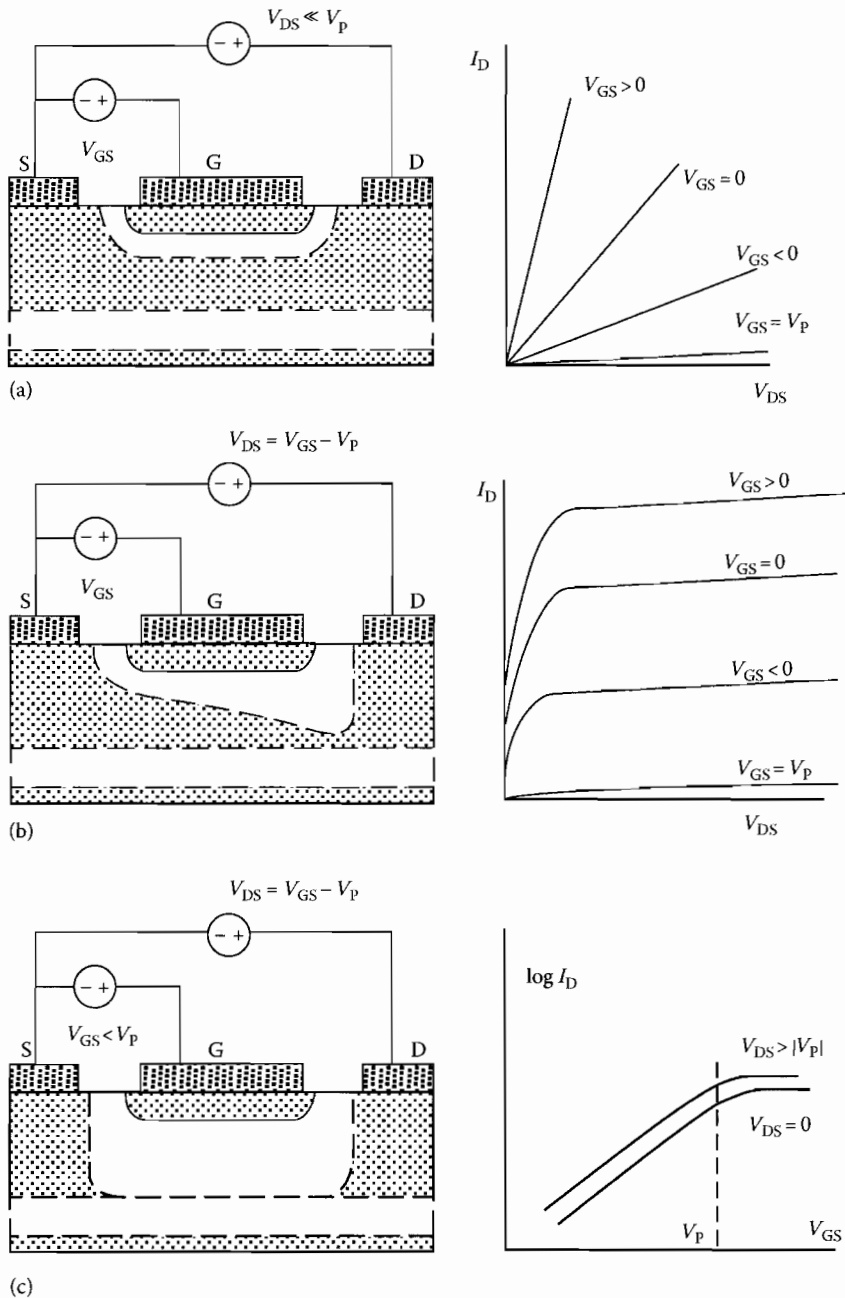 V_DS ≪ V_P
− +
− +
V_GS
S G D
(a)
I_D
V_GS > 0
V_GS = 0
V_GS < 0
V_GS = V_P
V_DS
V_DS = V_GS − V_P
− +
− +
V_GS
S G D
(b)
I_D
V_GS > 0
V_GS = 0
V_GS < 0
V_GS = V_P
V_DS
V_DS = V_GS − V_P
− +
− +
V_GS < V_P
S G D
(c)
log I_D
V_DS > |V_P|
V_DS = 0
V_P V_GS